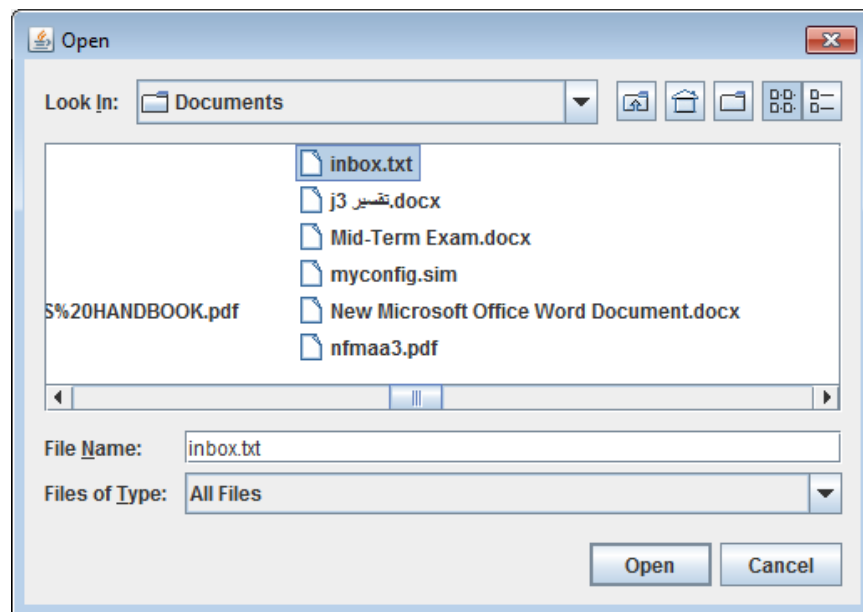 Open
Look In: Documents
inbox.txt
j3 تفسير.docx
Mid-Term Exam.docx
myconfig.sim
S%20HANDBOOK.pdf New Microsoft Office Word Document.docx
nfmaa3.pdf
File Name: inbox.txt
Files of Type: All Files
Open Cancel